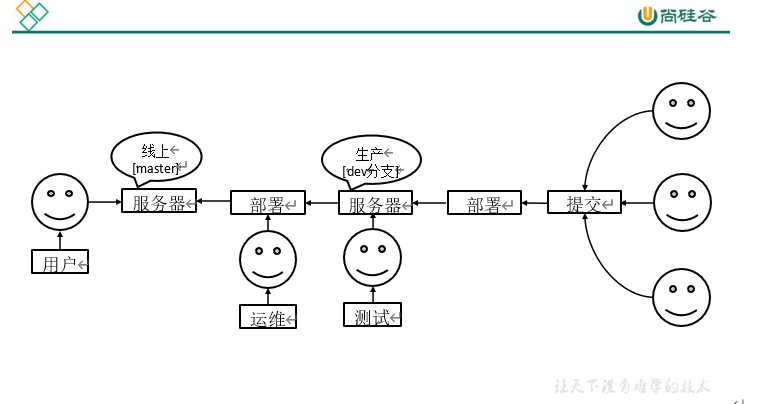 尚硅谷
线上
[master]
生产
[dev分支]
服务器
部署
服务器
部署
提交
用户
运维
测试
让天下没有难学的技术